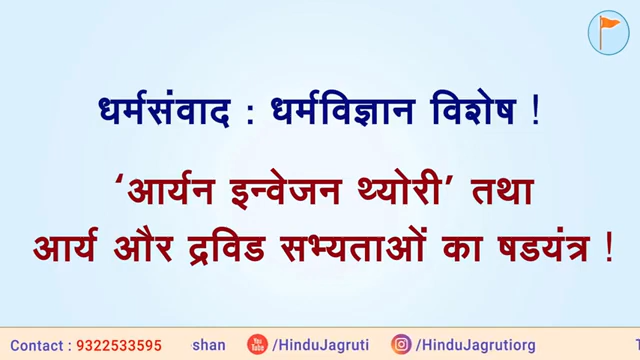 धर्मसंवाद : धर्मविज्ञान विशेष !
‘आर्यन इन्वेजन थ्योरी’ तथा
आर्य और द्रविड सभ्यताओं का षडयंत्र !
Contact : 9322533595 -shan /HinduJagruti /HinduJagrutiorg